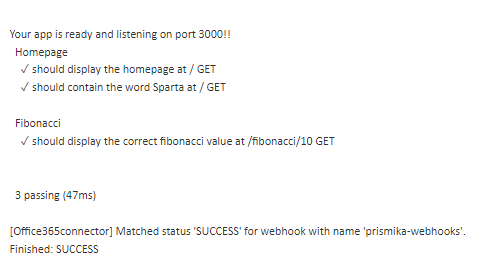 Your app is ready and listening on port 3000!!
Homepage
✓ should display the homepage at / GET
✓ should contain the word Sparta at / GET
Fibonacci
✓ should display the correct fibonacci value at /fibonacci/10 GET
3 passing (47ms)
[Office365connector] Matched status 'SUCCESS' for webhook with name 'prismika-webhooks'.
Finished: SUCCESS